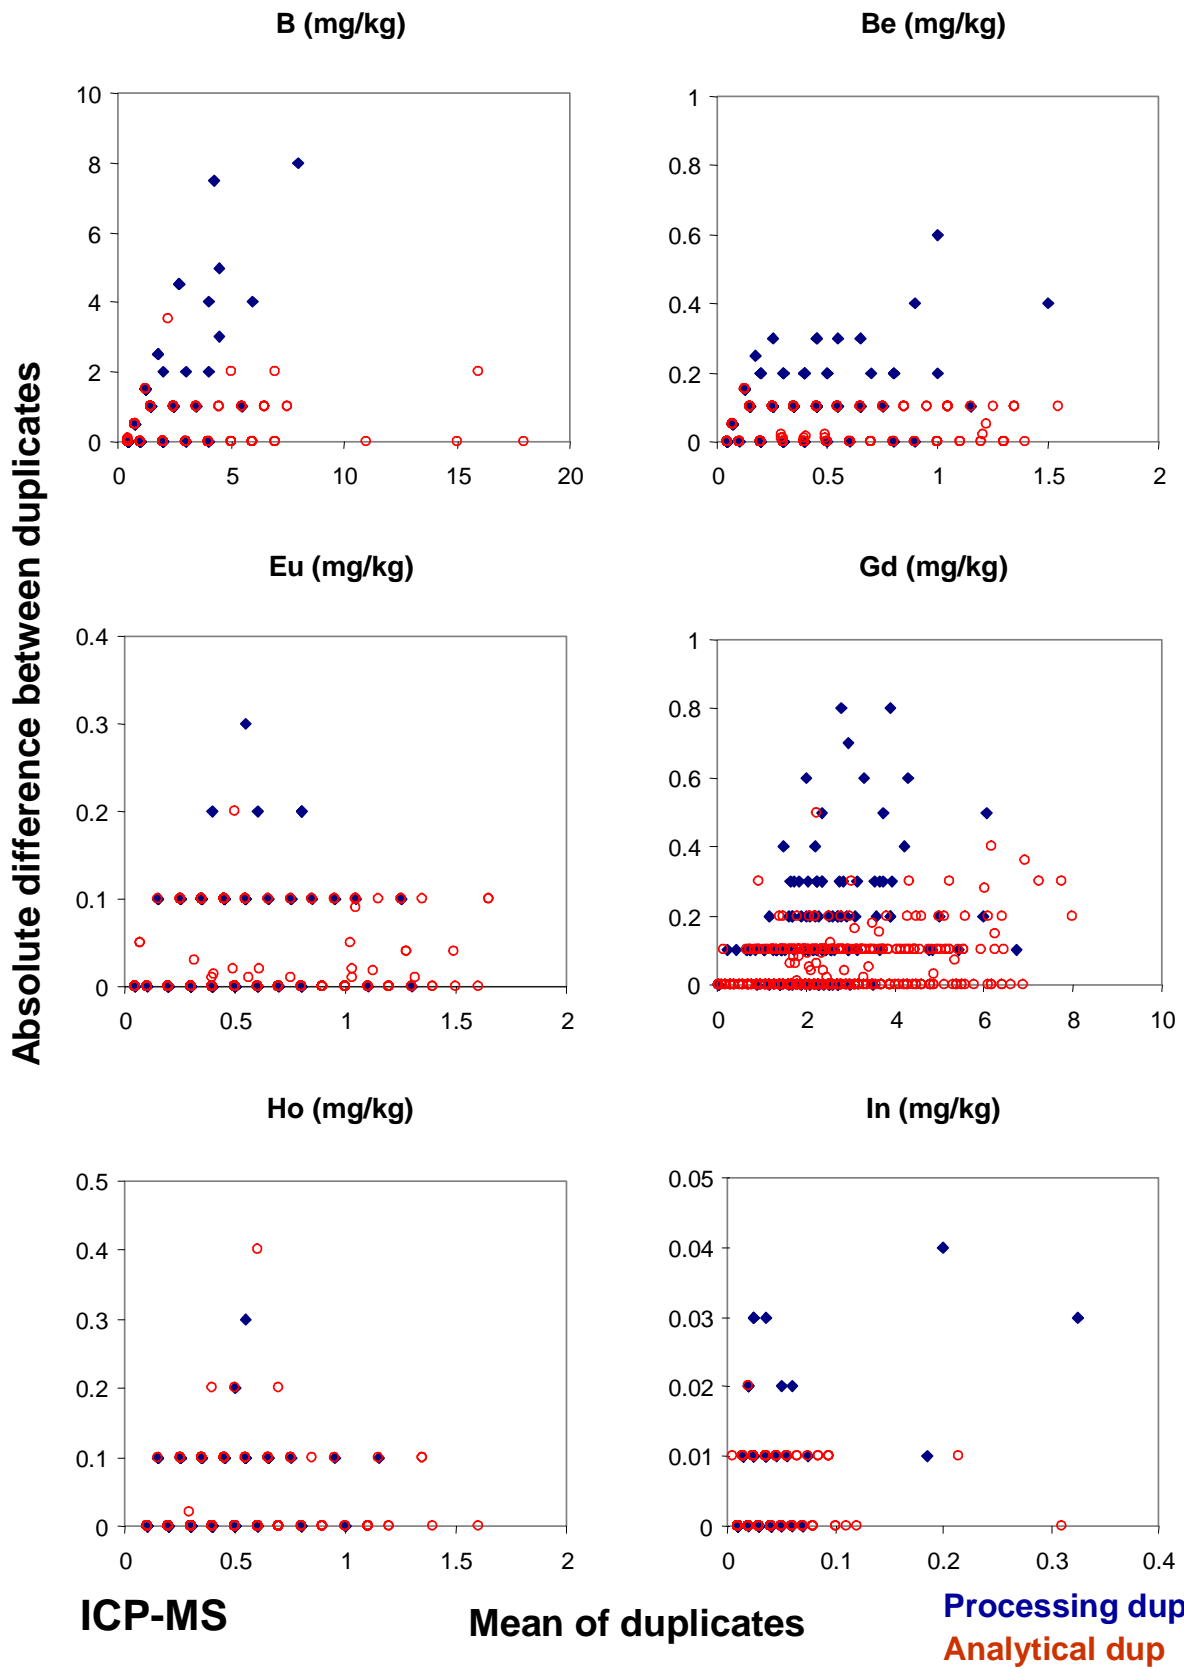 B (mg/kg)
Be (mg/kg)
10
8
6
4
2
0
0 5 10 15 20
1
0.8
0.6
0.4
0.2
0
0 0.5 1 1.5 2
Absolute difference between duplicates
Eu (mg/kg)
Gd (mg/kg)
0.4
0.3
0.2
0.1
0
0 0.5 1 1.5 2
1
0.8
0.6
0.4
0.2
0
0 2 4 6 8 10
Ho (mg/kg)
In (mg/kg)
0.5
0.4
0.3
0.2
0.1
0
0 0.5 1 1.5 2
0.05
0.04
0.03
0.02
0.01
0
0 0.1 0.2 0.3 0.4
ICP-MS
Mean of duplicates
Processing dup
Analytical dup